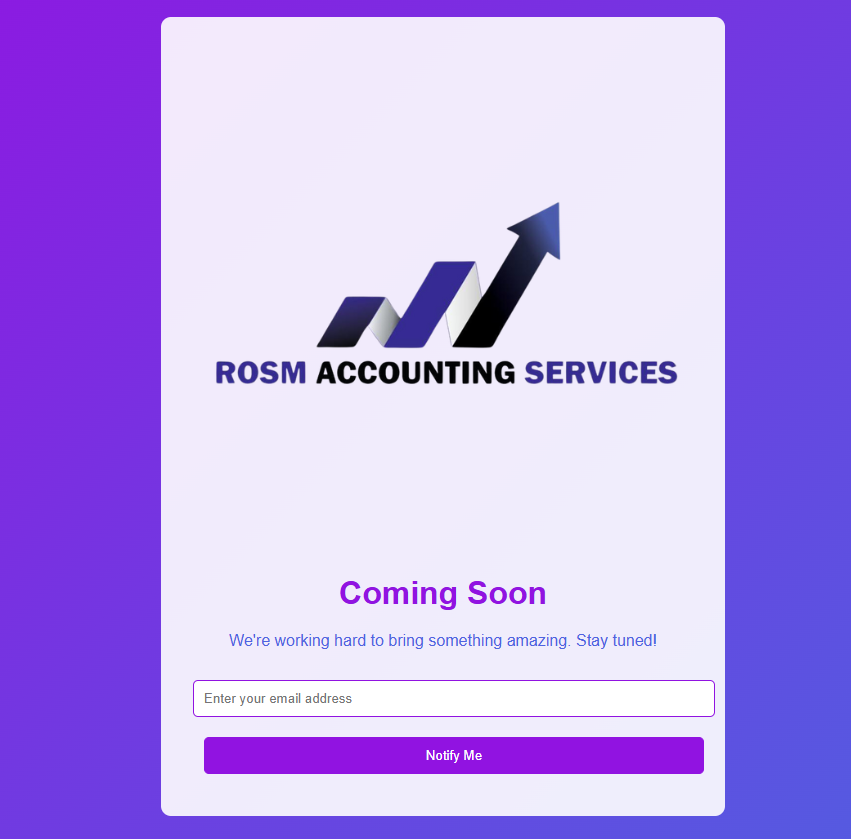 ROSM ACCOUNTING SERVICES
Coming Soon
We're working hard to bring something amazing. Stay tuned!
Enter your email address
Notify Me